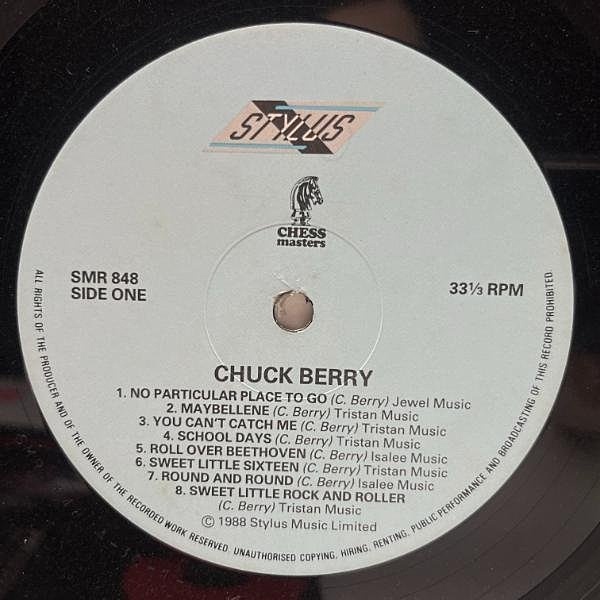 STYLUS
CHESS
masters
SMR 848
SIDE ONE
33⅓ RPM
CHUCK BERRY
1. NO PARTICULAR PLACE TO GO (C. Berry) Jewel Music
2. MAYBELLENE (C. Berry) Tristan Music
3. YOU CAN'T CATCH ME (C. Berry) Tristan Music
4. SCHOOL DAYS (C. Berry) Tristan Music
5. ROLL OVER BEETHOVEN (C. Berry) Isalee Music
6. SWEET LITTLE SIXTEEN (C. Berry) Tristan Music
7. ROUND AND ROUND (C. Berry) Isalee Music
8. SWEET LITTLE ROCK AND ROLLER
(C. Berry) Tristan Music
© 1988 Stylus Music Limited
ALL RIGHTS OF THE PRODUCER AND OF THE OWNER OF THE RECORDED WORK RESERVED. UNAUTHORISED COPYING, HIRING, RENTING, PUBLIC PERFORMANCE AND BROADCASTING OF THIS RECORD PROHIBITED.